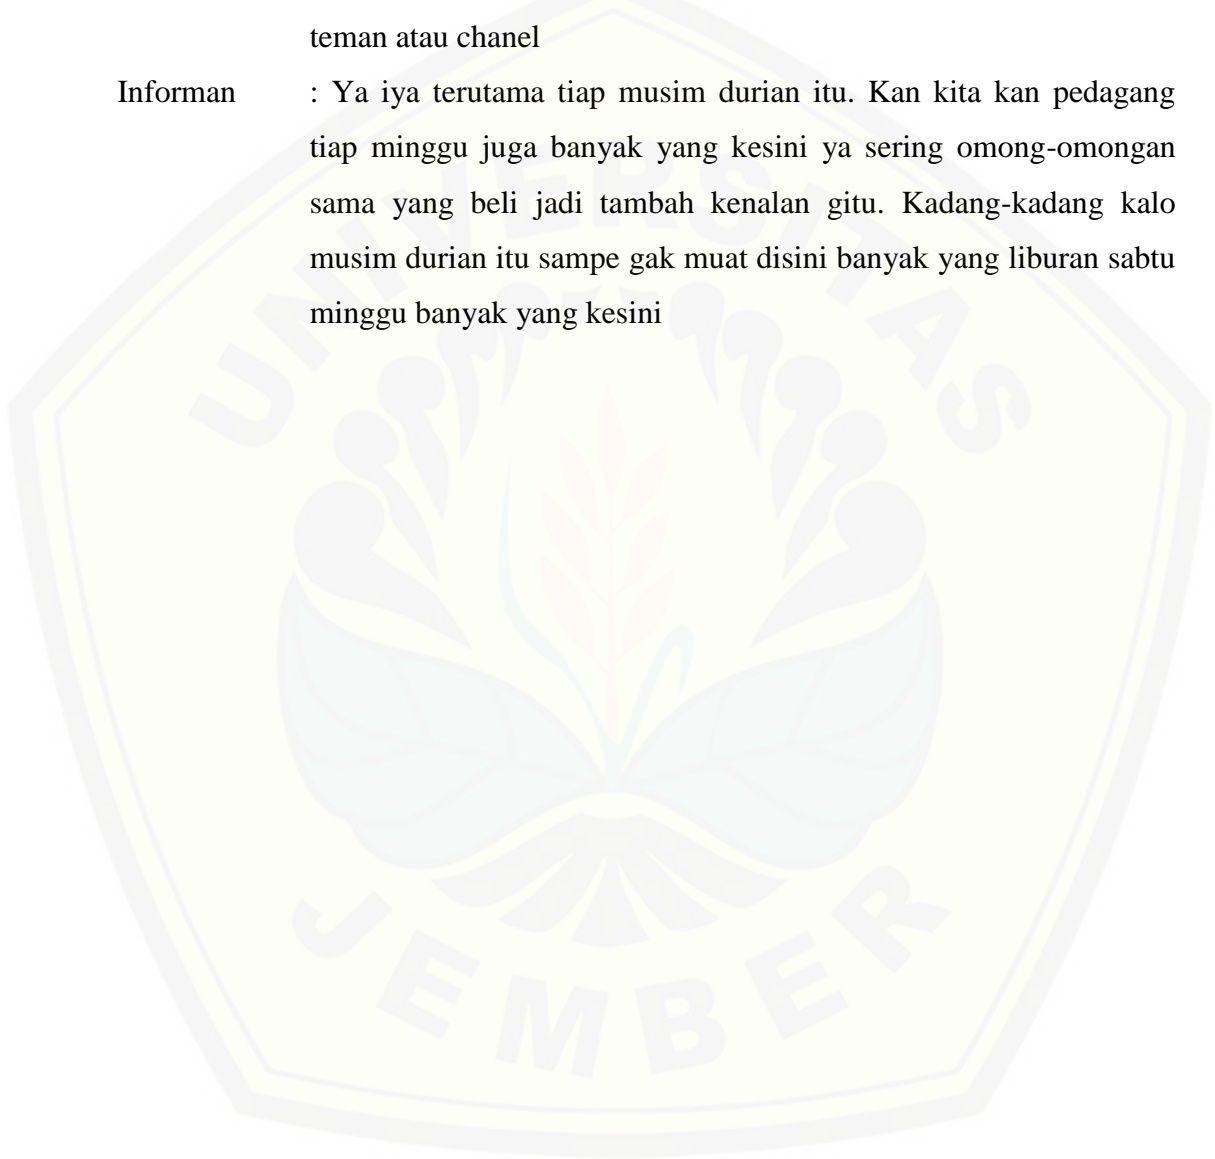 teman atau chanel
Informan : Ya iya terutama tiap musim durian itu. Kan kita kan pedagang
tiap minggu juga banyak yang kesini ya sering omong-omongan
sama yang beli jadi tambah kenalan gitu. Kadang-kadang kalo
musim durian itu sampe gak muat disini banyak yang liburan sabtu
minggu banyak yang kesini
UNIVERSITAS
JEMBER